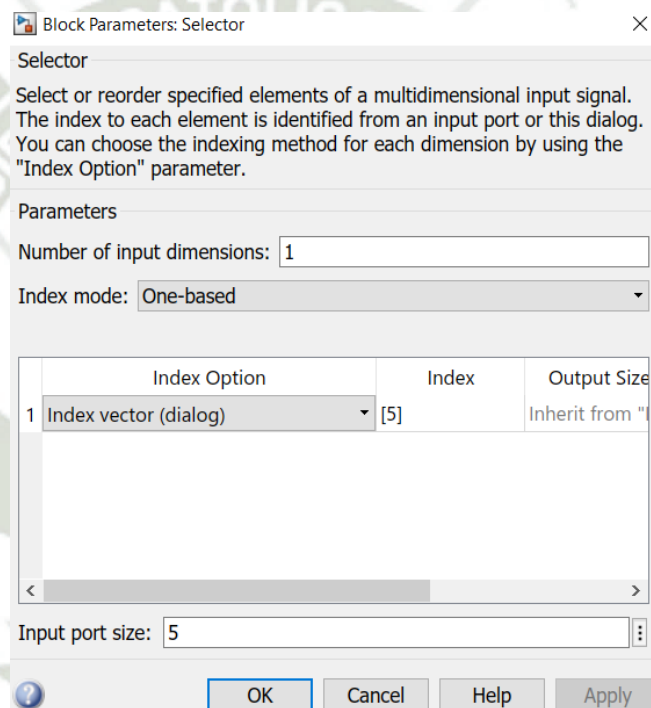 Block Parameters: Selector
Selector
Select or reorder specified elements of a multidimensional input signal.
The index to each element is identified from an input port or this dialog.
You can choose the indexing method for each dimension by using the
"Index Option" parameter.
Parameters
Number of input dimensions: 1
Index mode: One-based
Index Option Index Output Size
1 Index vector (dialog) [5] Inherit from "I
Input port size: 5
OK Cancel Help Apply